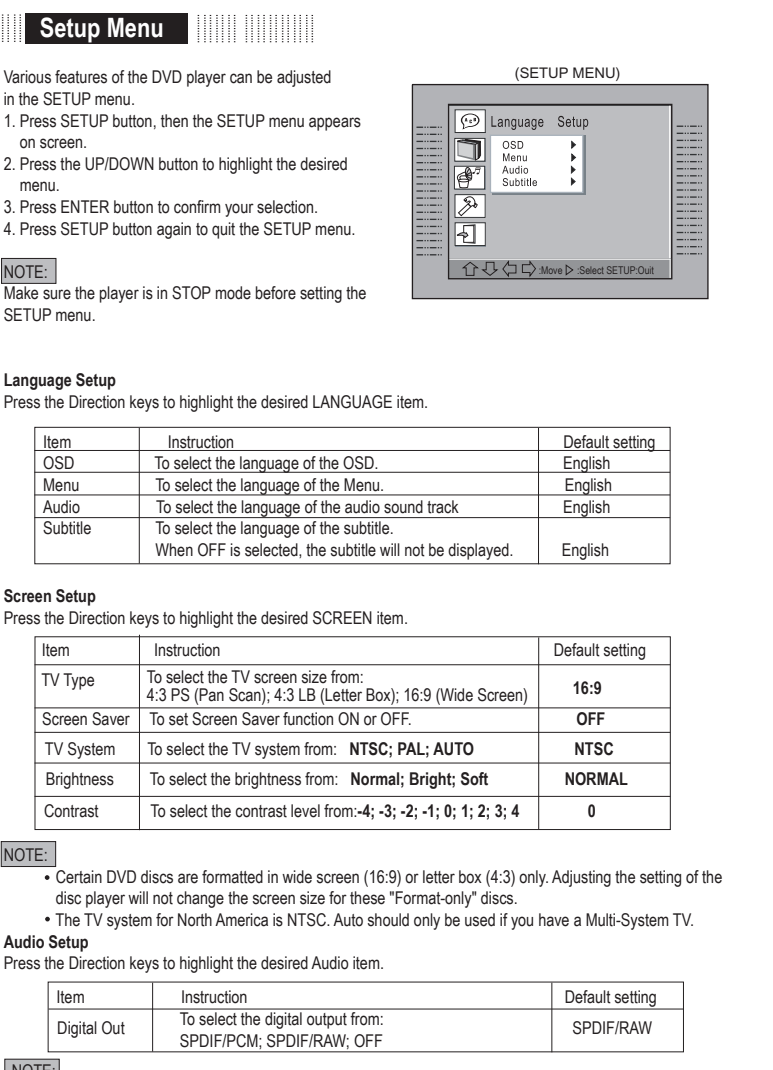 Setup Menu
Various features of the DVD player can be adjusted
in the SETUP menu.
1. Press SETUP button, then the SETUP menu appears
on screen.
2. Press the UP/DOWN button to highlight the desired
menu.
3. Press ENTER button to confirm your selection.
4. Press SETUP button again to quit the SETUP menu.
NOTE:
Make sure the player is in STOP mode before setting the
SETUP menu.
(SETUP MENU)
Language Setup
OSD
Menu
Audio
Subtitle
:Move :Select SETUP:Ouit
Language Setup
Press the Direction keys to highlight the desired LANGUAGE item.
Item Instruction Default setting
OSD To select the language of the OSD. English
Menu To select the language of the Menu. English
Audio To select the language of the audio sound track English
Subtitle To select the language of the subtitle.
When OFF is selected, the subtitle will not be displayed. English
Screen Setup
Press the Direction keys to highlight the desired SCREEN item.
Item Instruction Default setting
TV Type To select the TV screen size from:
4:3 PS (Pan Scan); 4:3 LB (Letter Box); 16:9 (Wide Screen) 16:9
Screen Saver To set Screen Saver function ON or OFF. OFF
TV System To select the TV system from: NTSC; PAL; AUTO NTSC
Brightness To select the brightness from: Normal; Bright; Soft NORMAL
Contrast To select the contrast level from:-4; -3; -2; -1; 0; 1; 2; 3; 4 0
NOTE:
• Certain DVD discs are formatted in wide screen (16:9) or letter box (4:3) only. Adjusting the setting of the
disc player will not change the screen size for these "Format-only" discs.
• The TV system for North America is NTSC. Auto should only be used if you have a Multi-System TV.
Audio Setup
Press the Direction keys to highlight the desired Audio item.
Item Instruction Default setting
Digital Out To select the digital output from:
SPDIF/PCM; SPDIF/RAW; OFF SPDIF/RAW
NOTE: